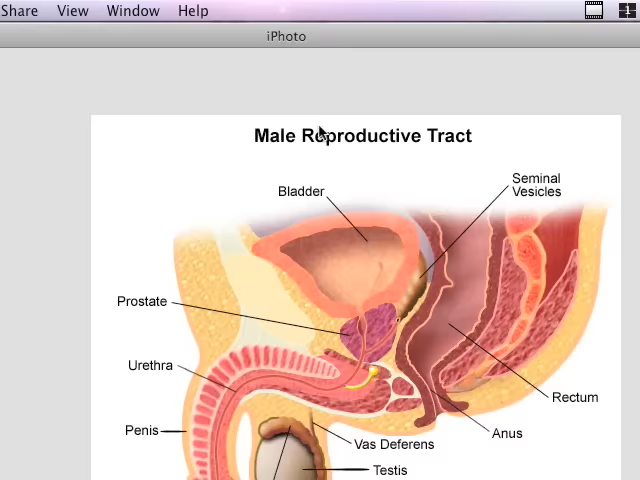 Share View Window Help
1
iPhoto
Male Reproductive Tract
Seminal
Vesicles
Bladder
Prostate
Urethra
Rectum
Penis
Anus
Vas Deferens
Testis